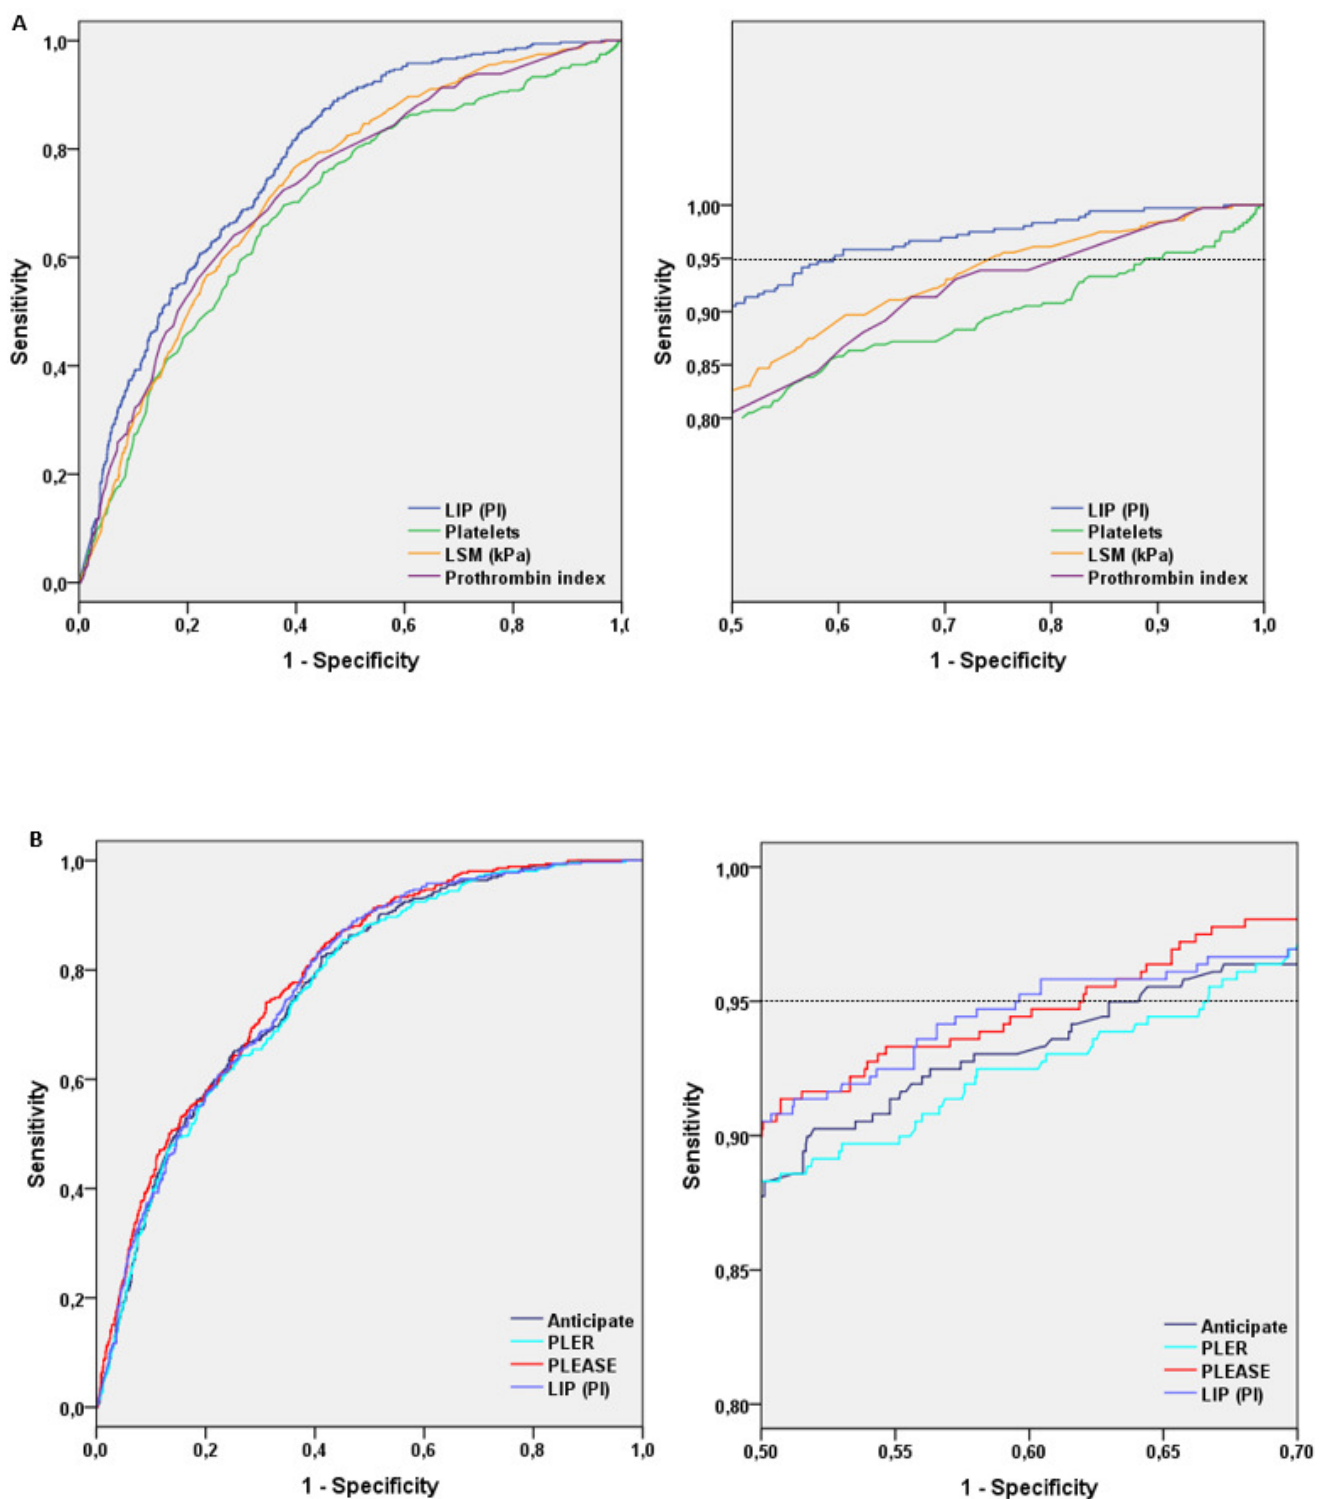 A
1,0
0,8
0,6
0,4
0,2
0,0
Sensitivity
LIP (PI)
Platelets
LSM (kPa)
Prothrombin index
0,0 0,2 0,4 0,6 0,8 1,0
1 - Specificity
1,00
0,95
0,90
0,85
0,80
Sensitivity
LIP (PI)
Platelets
LSM (kPa)
Prothrombin index
0,5 0,6 0,7 0,8 0,9 1,0
1 - Specificity
B
1,0
0,8
0,6
0,4
0,2
0,0
Sensitivity
Anticipate
PLER
PLEASE
LIP (PI)
0,0 0,2 0,4 0,6 0,8 1,0
1 - Specificity
1,00
0,95
0,90
0,85
0,80
Sensitivity
Anticipate
PLER
PLEASE
LIP (PI)
0,50 0,55 0,60 0,65 0,70
1 - Specificity